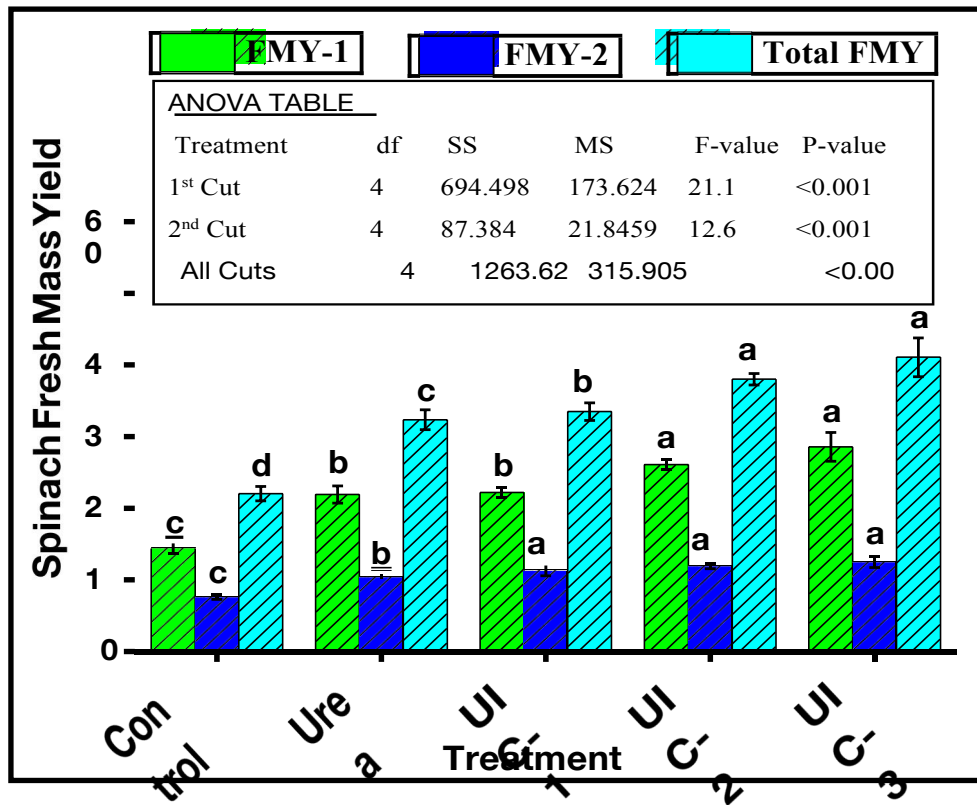 FMY-1 FMY-2 Total FMY
ANOVA TABLE
Treatment df SS MS F-value P-value
1st Cut 4 694.498 173.624 21.1 <0.001
2nd Cut 4 87.384 21.8459 12.6 <0.001
All Cuts 4 1263.62 315.905 <0.00
Spinach Fresh Mass Yield
6
0
4
3
2
1
0
c c d
b b c
b a b
a a a
a a a
Con
trol
Ure
a
UI
C-
1
UI
C-
2
UI
C-
3
Treatment